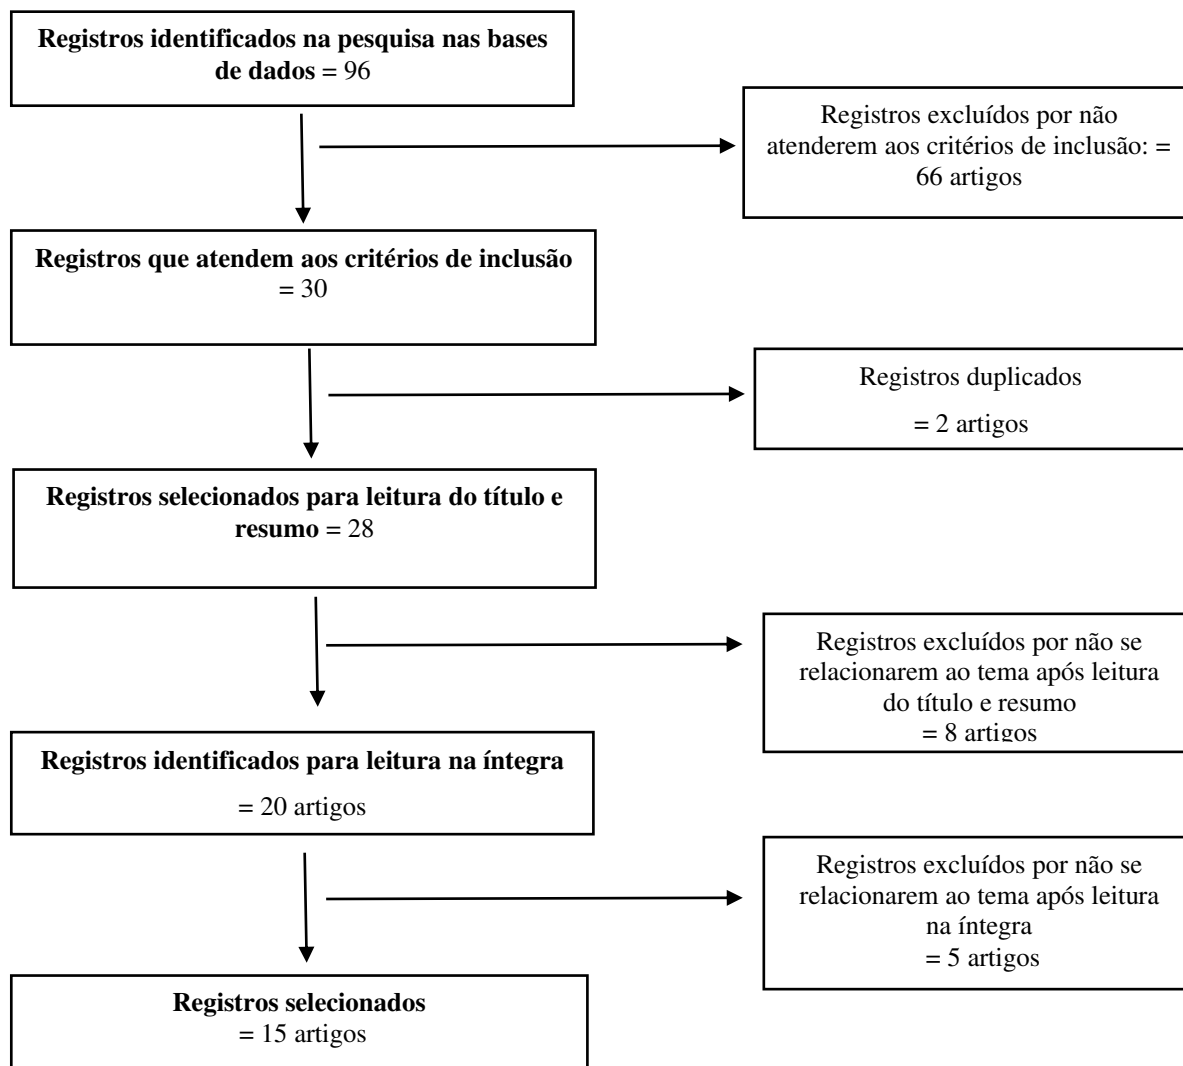 Registros identificados na pesquisa nas bases
de dados = 96
Registros excluídos por não
atenderem aos critérios de inclusão: =
66 artigos
Registros que atendem aos critérios de inclusão
= 30
Registros duplicados
= 2 artigos
Registros selecionados para leitura do título e
resumo = 28
Registros excluídos por não se
relacionarem ao tema após leitura
do título e resumo
= 8 artigos
Registros identificados para leitura na íntegra
= 20 artigos
Registros excluídos por não se
relacionarem ao tema após leitura
na íntegra
= 5 artigos
Registros selecionados
= 15 artigos